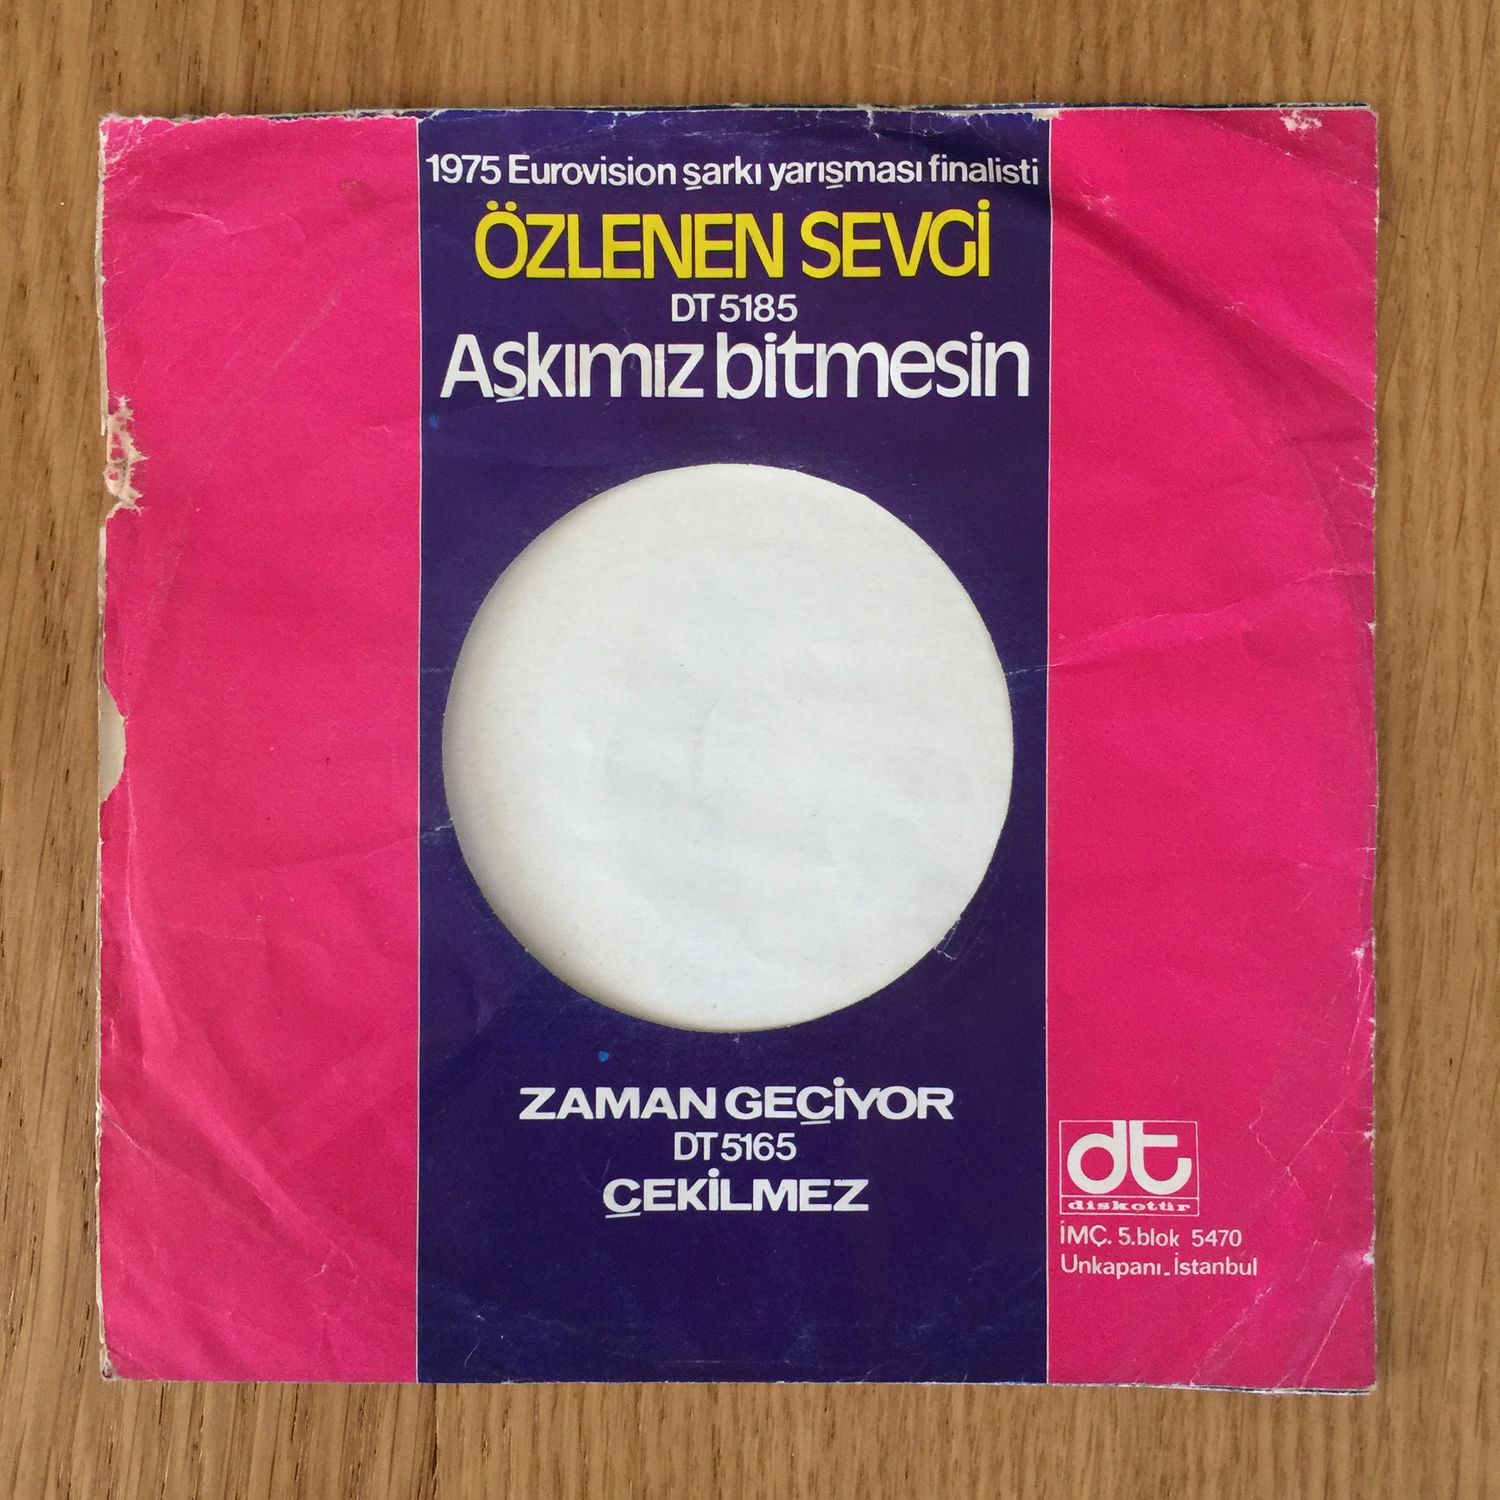 1975 Eurovision şarkı yarışması finalisti
ÖZLENEN SEVGİ
DT 5185
Aşkımız bitmesin
ZAMAN GEÇİYOR
DT 5165
ÇEKİLMEZ
dt
diskotür
İMÇ. 5.blok 5470
Unkapanı-İstanbul